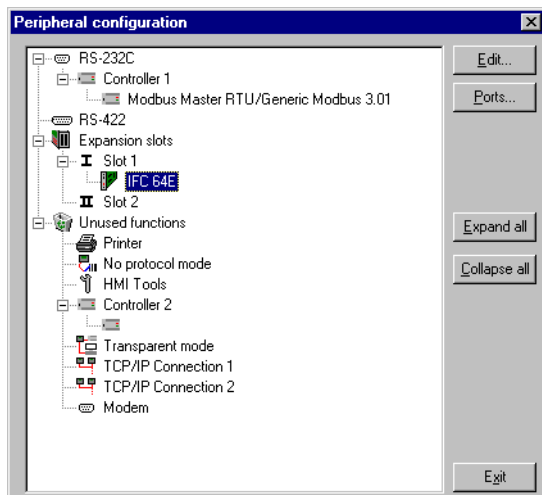 Peripheral configuration
RS-232C
Controller 1
Modbus Master RTU/Generic Modbus 3.01
RS-422
Expansion slots
I Slot 1
IFC 64E
II Slot 2
Unused functions
Printer
No protocol mode
HMI Tools
Controller 2
Transparent mode
TCP/IP Connection 1
TCP/IP Connection 2
Modem
Edit...
Ports...
Expand all
Collapse all
Exit